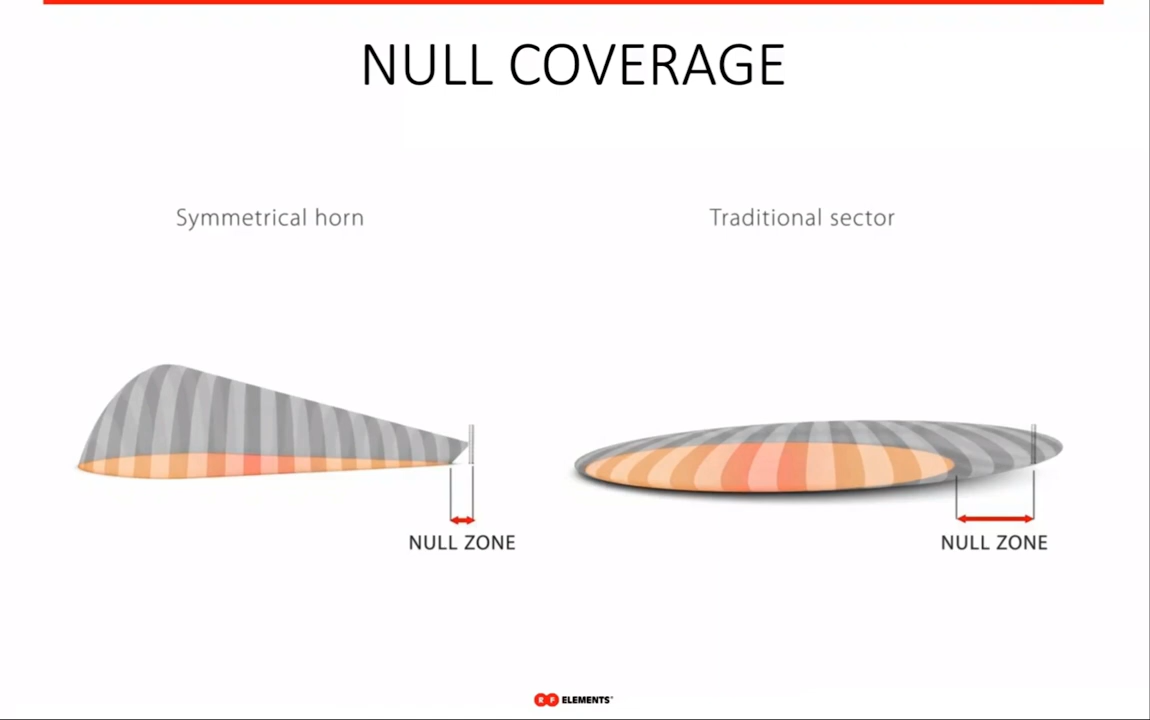 NULL COVERAGE
Symmetrical horn
Traditional sector
NULL ZONE
NULL ZONE
RF ELEMENTS